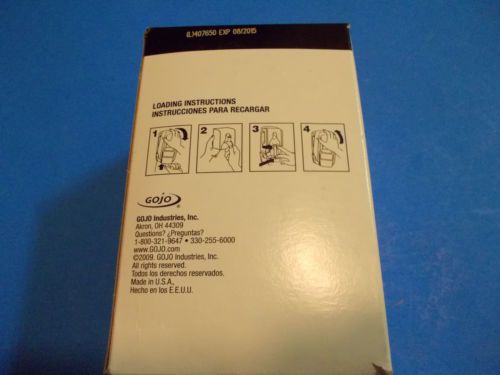 (L)407650 EXP 08/2015
LOADING INSTRUCTIONS
INSTRUCCIONES PARA RECARGAR
1 2 3 4
GOJO®
GOJO Industries, Inc.
Akron, OH 44309
Questions? ¿Preguntas?
1-800-321-9647 • 330-255-6000
www.GOJO.com
©2009. GOJO Industries, Inc.
All rights reserved.
Todos los derechos reservados.
Made in U.S.A.
Hecho en los E.E.U.U.